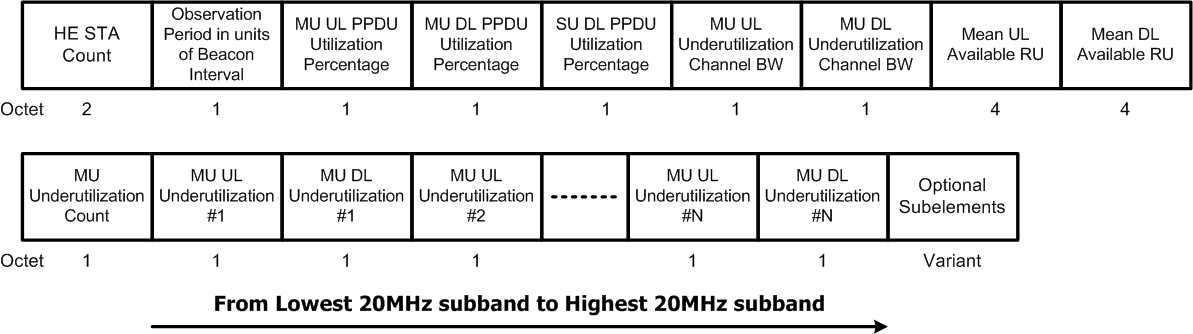 HE STA
Count
Observation
Period in units
of Beacon
Interval
MU UL PPDU
Utilization
Percentage
MU DL PPDU
Utilization
Percentage
SU DL PPDU
Utilization
Percentage
MU UL
Underutilization
Channel BW
MU DL
Underutilization
Channel BW
Mean UL
Available RU
Mean DL
Available RU
Octet 2 1 1 1 1 1 1 4 4
MU
Underutilization
Count
MU UL
Underutilization
#1
MU DL
Underutilization
#1
MU UL
Underutilization
#2
MU UL
Underutilization
#N
MU DL
Underutilization
#N
Optional
Subelements
Octet 1 1 1 1 1 1 Variant
From Lowest 20MHz subband to Highest 20MHz subband